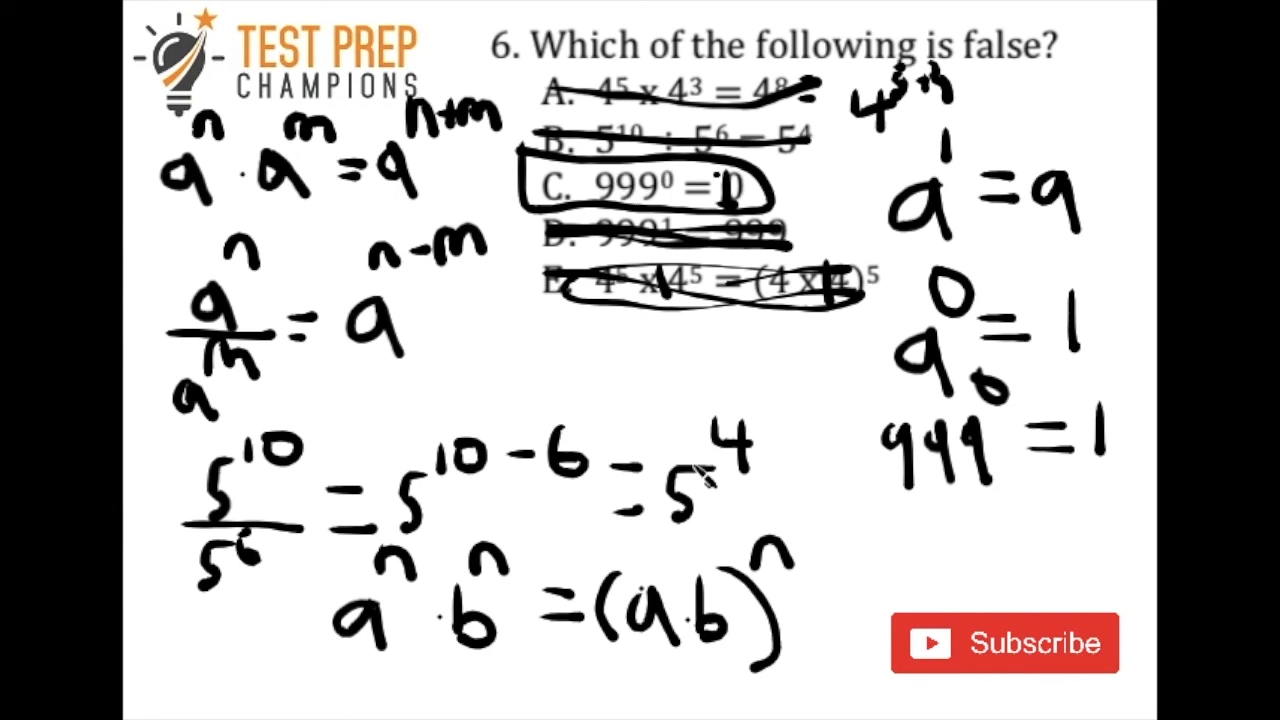 TEST PREP
CHAMPIONS
6. Which of the following is false?
A. 4⁵ x 4³ = 4⁸ = 4⁵⁺³
B. 5¹⁰ ÷ 5⁶ = 5⁴
C. 999⁰ = 0 1
D. 999¹ = 999
E. 4⁵ x 4⁵ = (4 x 4)⁵
aⁿ · aᵐ = aⁿ⁺ᵐ
aⁿ / aᵐ = aⁿ⁻ᵐ
a¹ = a
a⁰ = 1
999⁰ = 1
5¹⁰ / 5⁶ = 5¹⁰⁻⁶ = 5⁴
aⁿ · bⁿ = (a·b)ⁿ
Subscribe